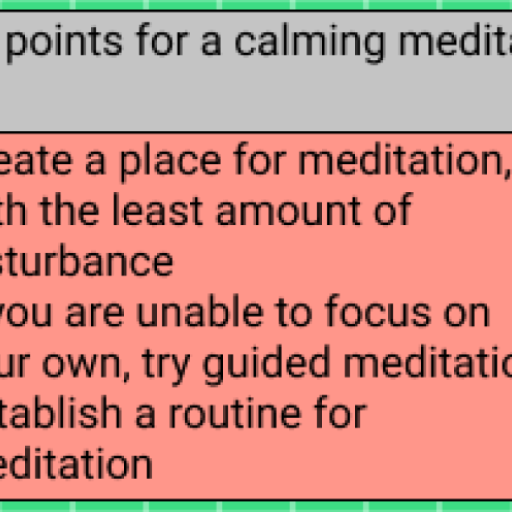 points for a calming medita
eate a place for meditation,
th the least amount of
sturbance
you are unable to focus on
ur own, try guided meditatio
tablish a routine for
editation